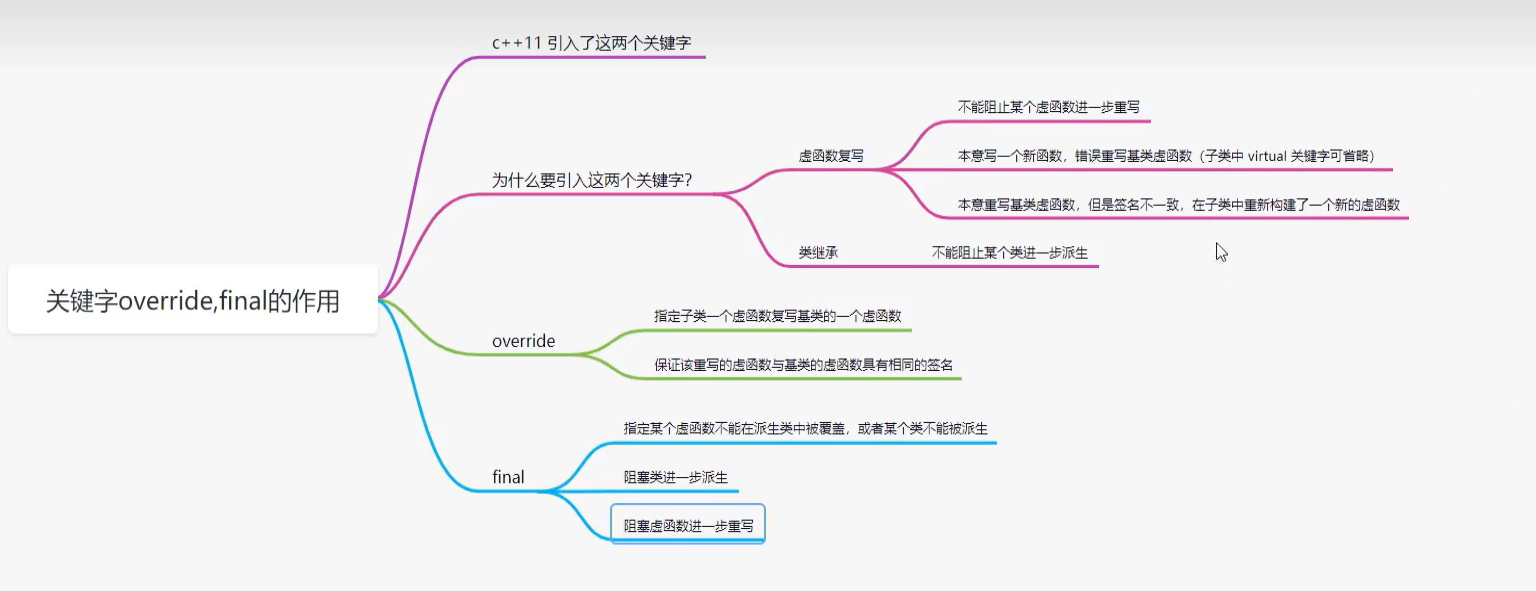 关键字override,final的作用
c++11 引入了这两个关键字
为什么要引入这两个关键字?
虚函数复写
不能阻止某个虚函数进一步重写
本意写一个新函数，错误重写基类虚函数（子类中 virtual 关键字可省略）
本意重写基类虚函数，但是签名不一致，在子类中重新构建了一个新的虚函数
类继承
不能阻止某个类进一步派生
override
指定子类一个虚函数复写基类的一个虚函数
保证该重写的虚函数与基类的虚函数具有相同的签名
final
指定某个虚函数不能在派生类中被覆盖，或者某个类不能被派生
阻塞类进一步派生
阻塞虚函数进一步重写